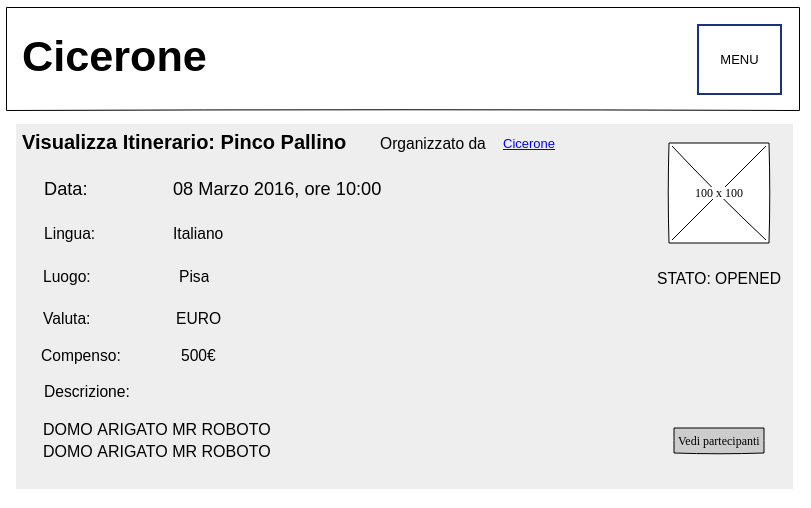 Cicerone
MENU
Visualizza Itinerario: Pinco Pallino Organizzato da Cicerone
Data: 08 Marzo 2016, ore 10:00
100 x 100
Lingua: Italiano
Luogo: Pisa
STATO: OPENED
Valuta: EURO
Compenso: 500€
Descrizione:
DOMO ARIGATO MR ROBOTO
DOMO ARIGATO MR ROBOTO
Vedi partecipanti